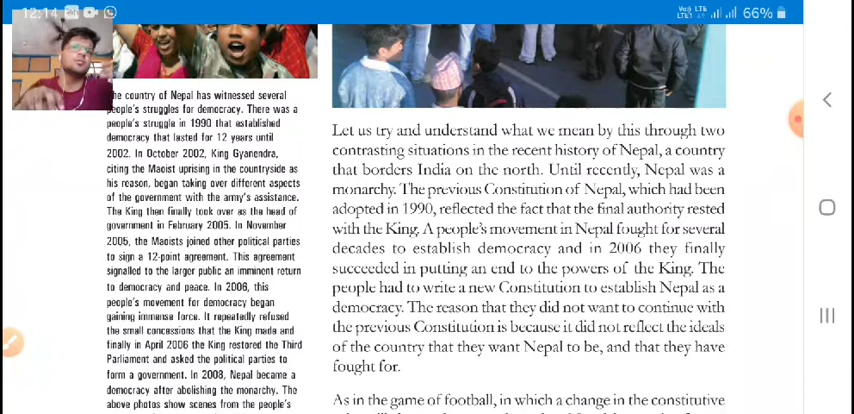 12:14
Vo)) LTE
LTE1
66%
he country of Nepal has witnessed several
eople's struggles for democracy. There was a
people's struggle in 1990 that established
democracy that lasted for 12 years until
2002. In October 2002, King Gyanendra,
citing the Maoist uprising in the countryside as
his reason, began taking over different aspects
of the government with the army's assistance.
The King then finally took over as the head of
government in February 2005. In November
2005, the Maoists joined other political parties
to sign a 12-point agreement. This agreement
signalled to the larger public an imminent return
to democracy and peace. In 2006, this
people's movement for democracy began
gaining immense force. It repeatedly refused
the small concessions that the King made and
finally in April 2006 the King restored the Third
Parliament and asked the political parties to
form a government. In 2008, Nepal became a
democracy after abolishing the monarchy. The
above photos show scenes from the people's
Let us try and understand what we mean by this through two
contrasting situations in the recent history of Nepal, a country
that borders India on the north. Until recently, Nepal was a
monarchy. The previous Constitution of Nepal, which had been
adopted in 1990, reflected the fact that the final authority rested
with the King. A people's movement in Nepal fought for several
decades to establish democracy and in 2006 they finally
succeeded in putting an end to the powers of the King. The
people had to write a new Constitution to establish Nepal as a
democracy. The reason that they did not want to continue with
the previous Constitution is because it did not reflect the ideals
of the country that they want Nepal to be, and that they have
fought for.
As in the game of football, in which a change in the constitutive